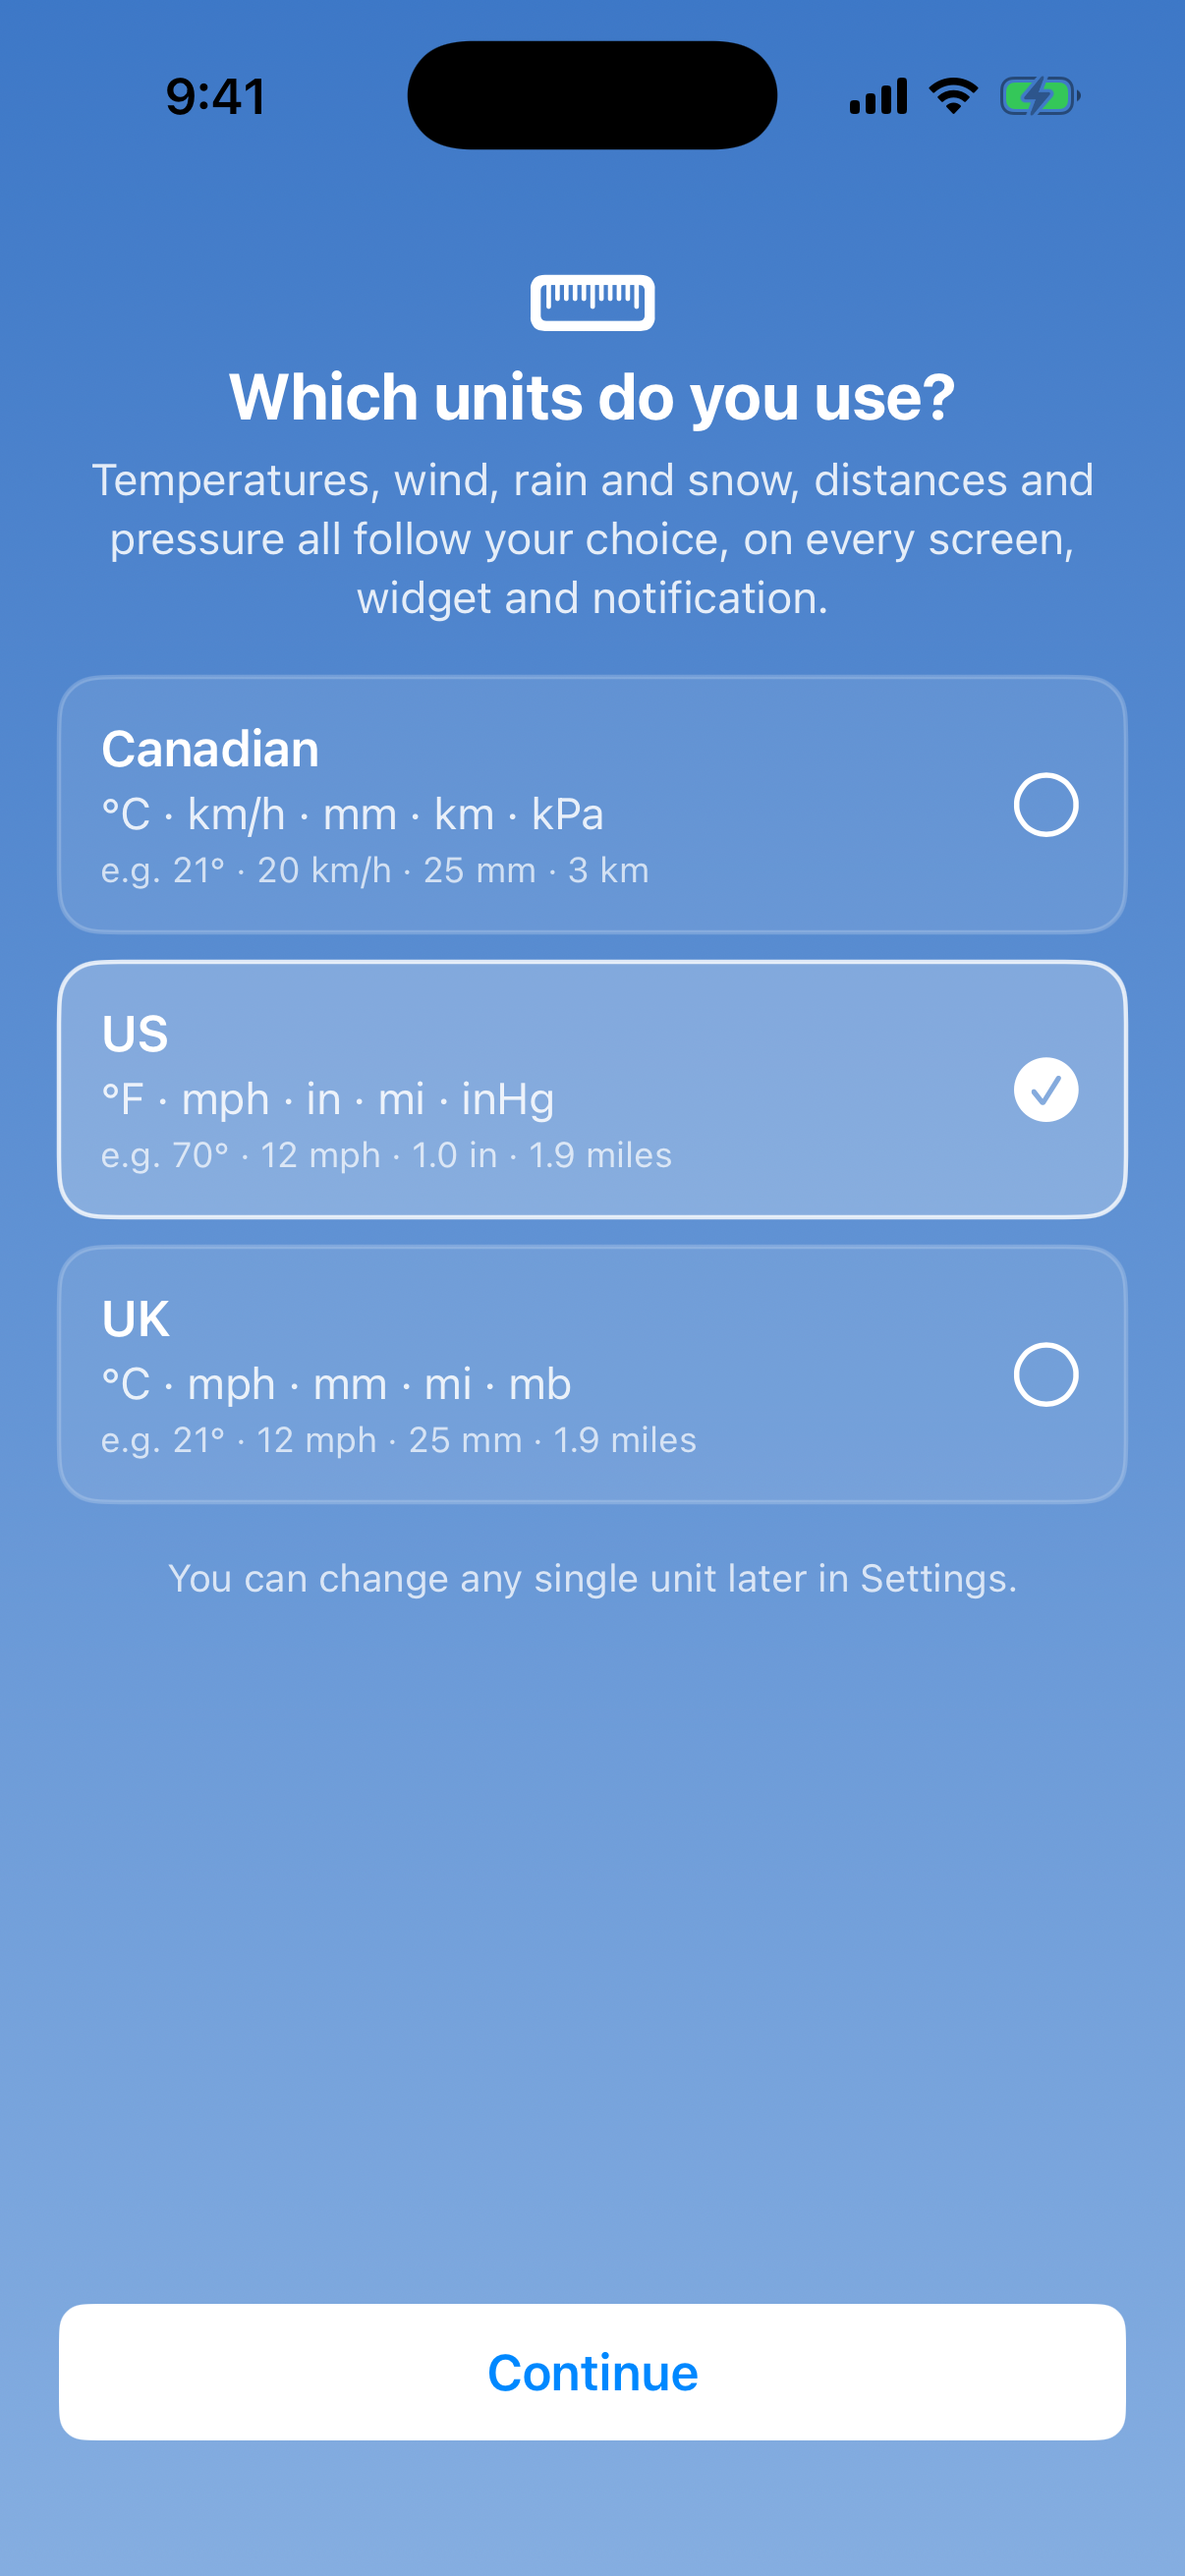 9:41
Which units do you use?
Temperatures, wind, rain and snow, distances and
pressure all follow your choice, on every screen,
widget and notification.
Canadian
°C · km/h · mm · km · kPa
e.g. 21° · 20 km/h · 25 mm · 3 km
US
°F · mph · in · mi · inHg
e.g. 70° · 12 mph · 1.0 in · 1.9 miles
UK
°C · mph · mm · mi · mb
e.g. 21° · 12 mph · 25 mm · 1.9 miles
You can change any single unit later in Settings.
Continue